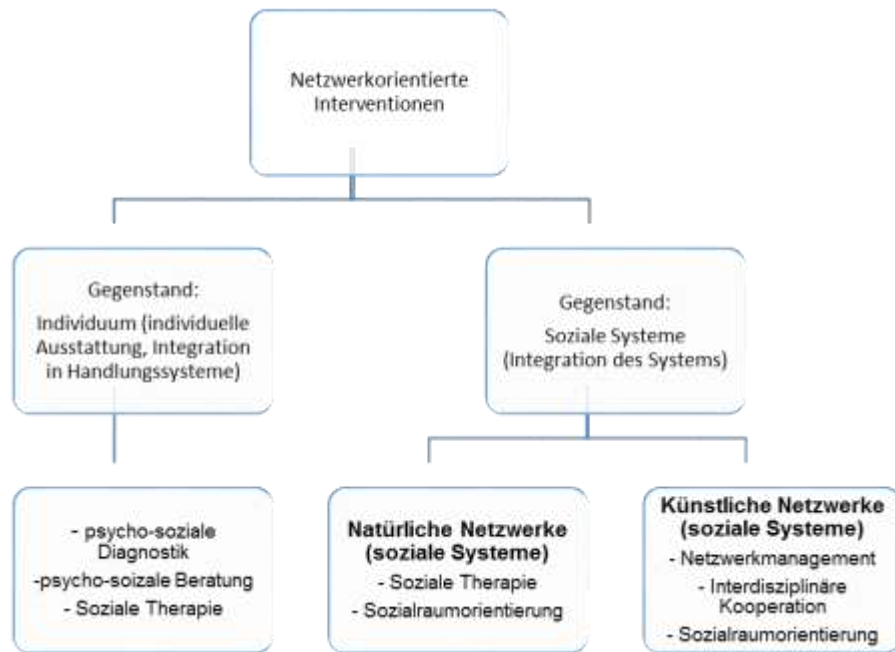 Netzwerkorientierte
Interventionen
Gegenstand:
Individuum (individuelle
Ausstattung, Integration
in Handlungssysteme)
Gegenstand:
Soziale Systeme
(Integration des Systems)
- psycho-soziale
Diagnostik
-psycho-soizale Beratung
- Soziale Therapie
Natürliche Netzwerke
(soziale Systeme)
- Soziale Therapie
- Sozialraumorientierung
Künstliche Netzwerke
(soziale Systeme)
- Netzwerkmanagement
- Interdisziplinäre
Kooperation
- Sozialraumorientierung